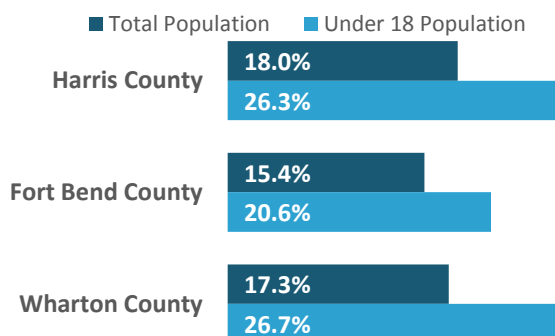 Total Population Under 18 Population
Harris County
18.0%
26.3%
Fort Bend County
15.4%
20.6%
Wharton County
17.3%
26.7%